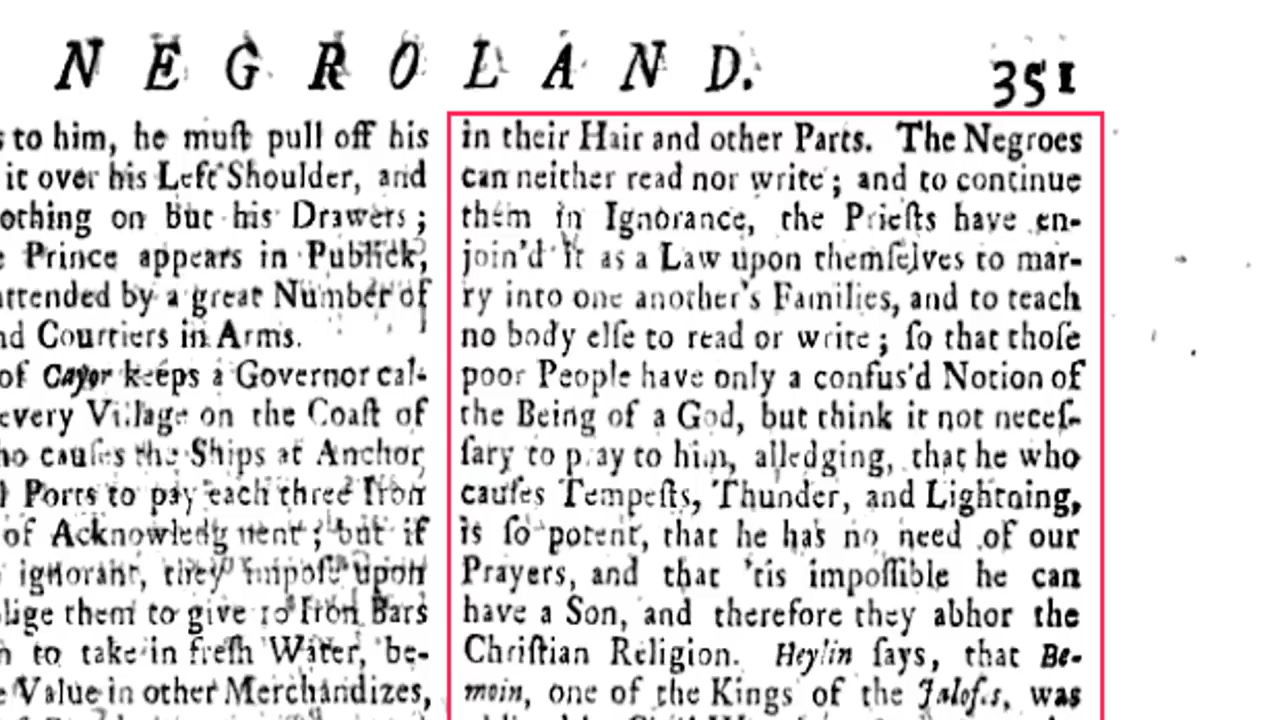 NEGROLAND. 351
s to him, he muſt pull off his
it over his Left Shoulder, and
othing on but his Drawers;
e Prince appears in Publick,
attended by a great Number of
nd Courtiers in Arms.
of Cayor keeps a Governor cal-
every Village on the Coaſt of
ho cauſes the Ships at Anchor
Ports to pay each three Iron
of Acknowledgment; but if
ignorant, they impoſe upon
lige them to give 10 Iron Bars
to take in freſh Water, be-
e Value in other Merchandizes,
in their Hair and other Parts. The Negroes
can neither read nor write; and to continue
them in Ignorance, the Prieſts have en-
join'd it as a Law upon themſelves to mar-
ry into one another's Families, and to teach
no body elſe to read or write; ſo that thoſe
poor People have only a confus'd Notion of
the Being of a God, but think it not neceſ-
ſary to pray to him, alledging, that he who
cauſes Tempeſts, Thunder, and Lightning,
is ſo potent, that he has no need of our
Prayers, and that 'tis impoſſible he can
have a Son, and therefore they abhor the
Chriſtian Religion. Heylin ſays, that Be-
moin, one of the Kings of the Jalofs, was